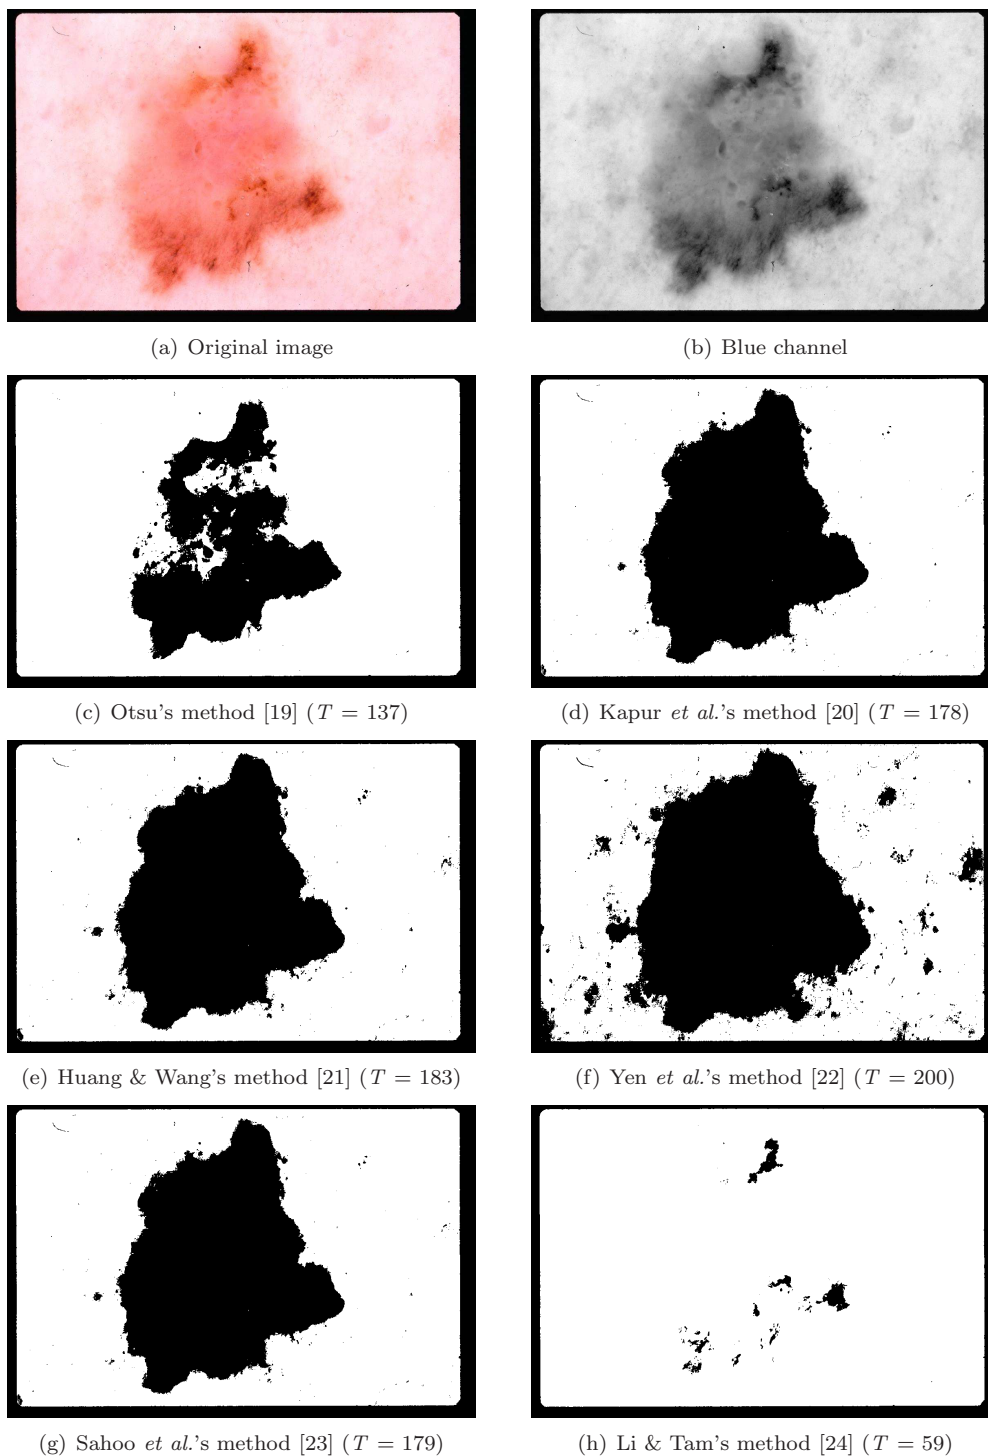 (a) Original image
(b) Blue channel
(c) Otsu's method [19] (T = 137)
(d) Kapur et al.'s method [20] (T = 178)
(e) Huang & Wang's method [21] (T = 183)
(f) Yen et al.'s method [22] (T = 200)
(g) Sahoo et al.'s method [23] (T = 179)
(h) Li & Tam's method [24] (T = 59)